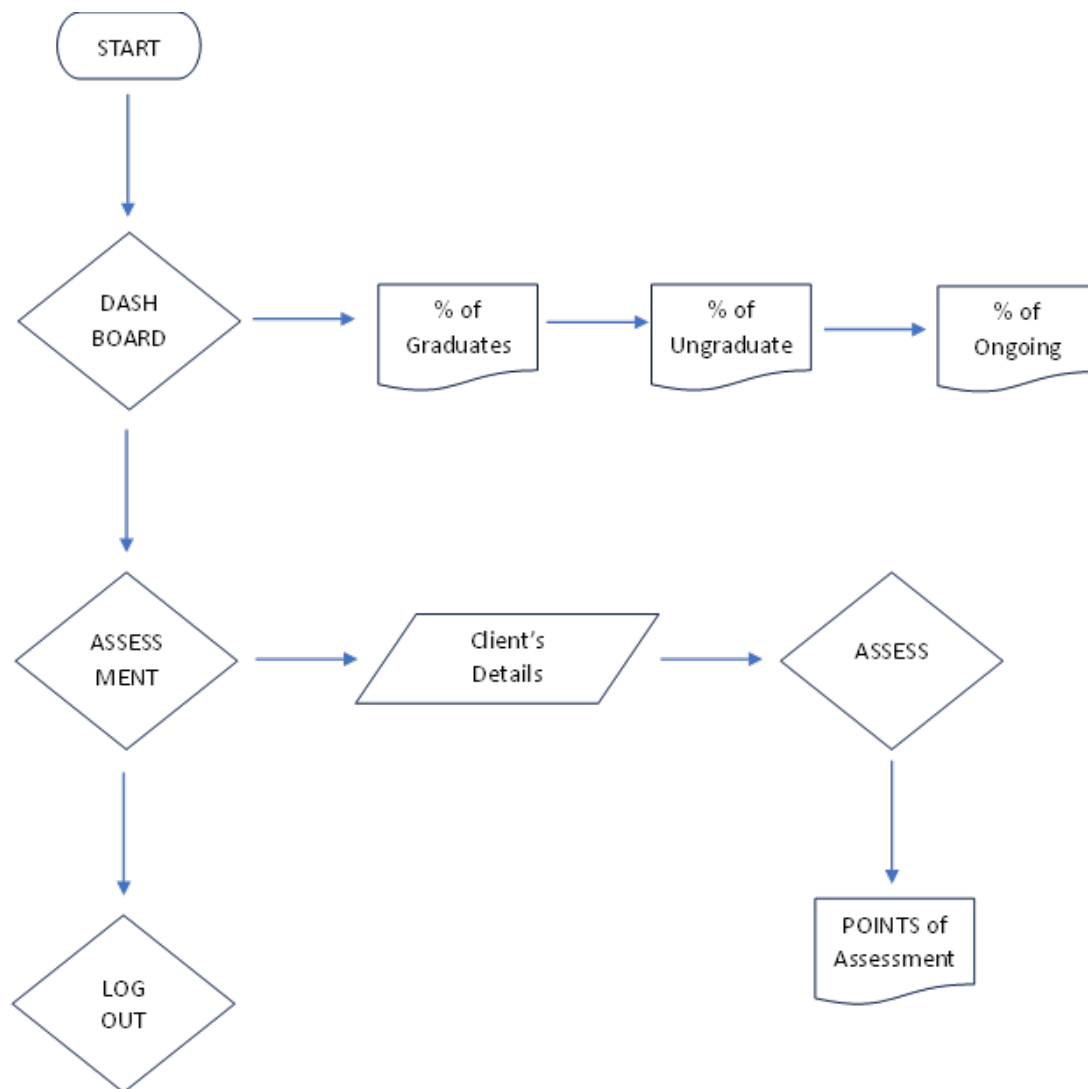 START
DASH
BOARD
% of
Graduates
% of
Ungraduate
% of
Ongoing
ASSESS
MENT
Client's
Details
ASSESS
POINTS of
Assessment
LOG
OUT